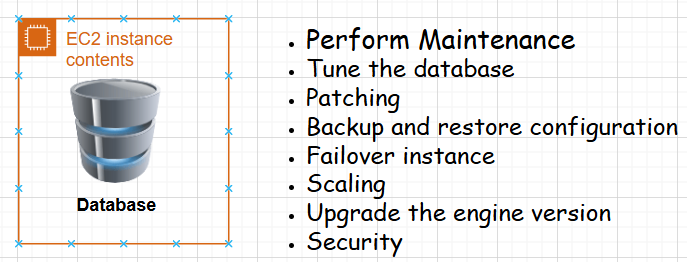 EC2 instance
contents
Database
• Perform Maintenance
• Tune the database
• Patching
• Backup and restore configuration
• Failover instance
• Scaling
• Upgrade the engine version
• Security